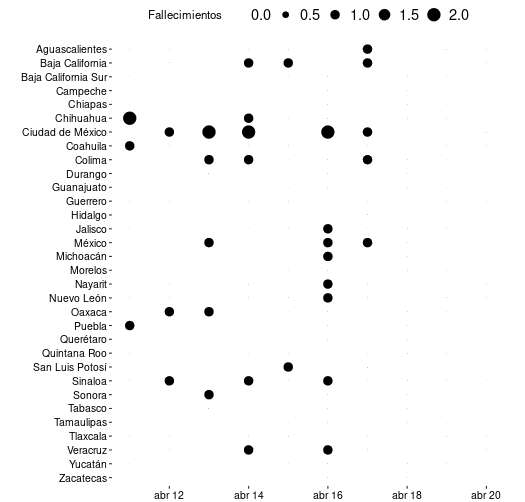 Fallecimientos 0.0 0.5 1.0 1.5 2.0
Aguascalientes
Baja California
Baja California Sur
Campeche
Chiapas
Chihuahua
Ciudad de México
Coahuila
Colima
Durango
Guanajuato
Guerrero
Hidalgo
Jalisco
México
Michoacán
Morelos
Nayarit
Nuevo León
Oaxaca
Puebla
Querétaro
Quintana Roo
San Luis Potosí
Sinaloa
Sonora
Tabasco
Tamaulipas
Tlaxcala
Veracruz
Yucatán
Zacatecas
abr 12 abr 14 abr 16 abr 18 abr 20